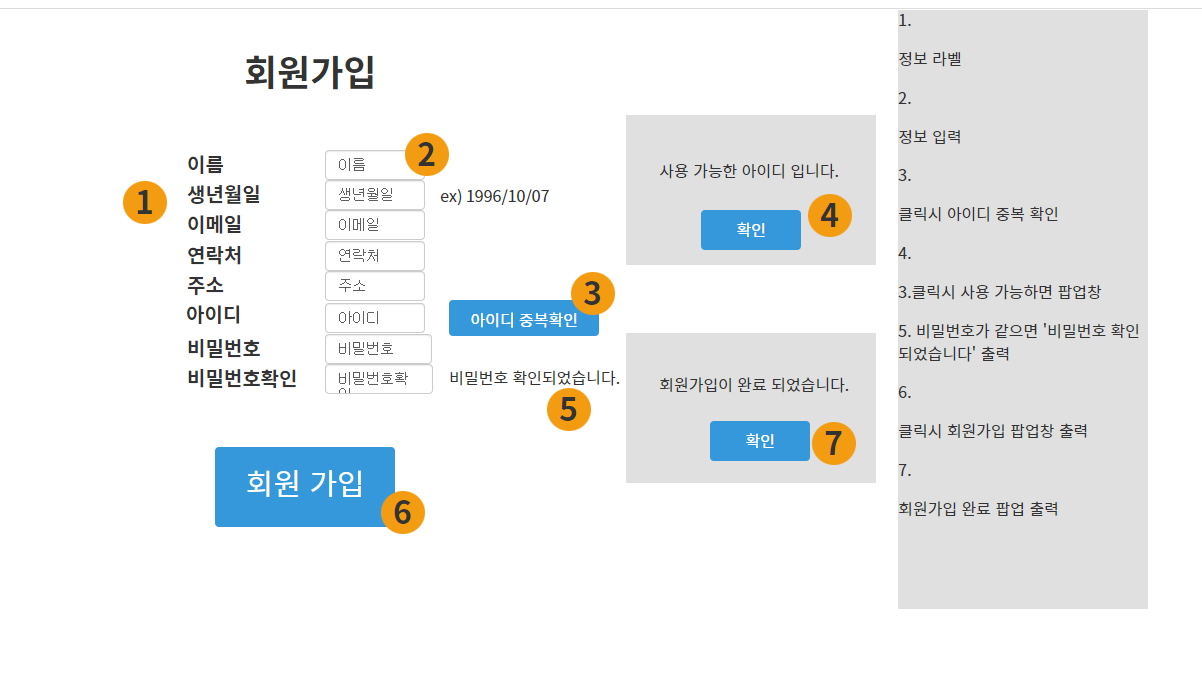 회원가입
이름
이름
2
1
생년월일
생년월일
ex) 1996/10/07
이메일
이메일
연락처
연락처
주소
주소
아이디
아이디
아이디 중복확인
3
비밀번호
비밀번호
비밀번호확인
비밀번호확
인
비밀번호 확인되었습니다.
5
회원 가입
6
사용 가능한 아이디 입니다.
확인
4
회원가입이 완료 되었습니다.
확인
7
1.
정보 라벨
2.
정보 입력
3.
클릭시 아이디 중복 확인
4.
3.클릭시 사용 가능하면 팝업창
5. 비밀번호가 같으면 '비밀번호 확인
되었습니다' 출력
6.
클릭시 회원가입 팝업창 출력
7.
회원가입 완료 팝업 출력